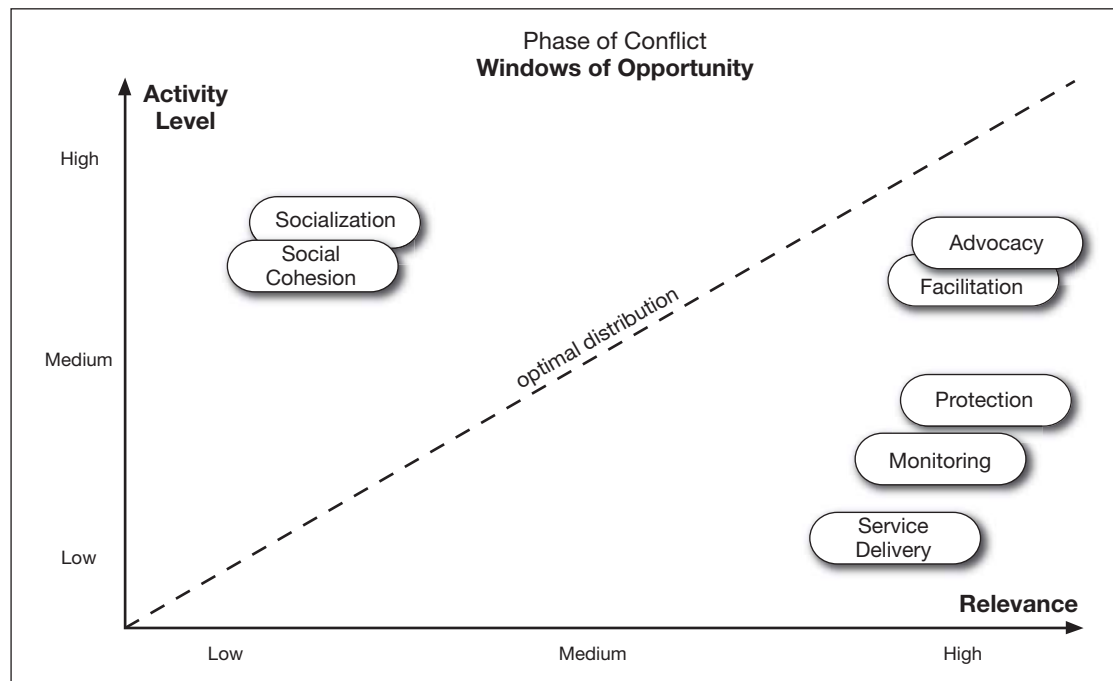 Phase of Conflict
Windows of Opportunity
Activity
Level
High
Socialization
Social
Cohesion
Advocacy
Facilitation
optimal distribution
Medium
Protection
Monitoring
Service
Delivery
Low
Relevance
Low
Medium
High